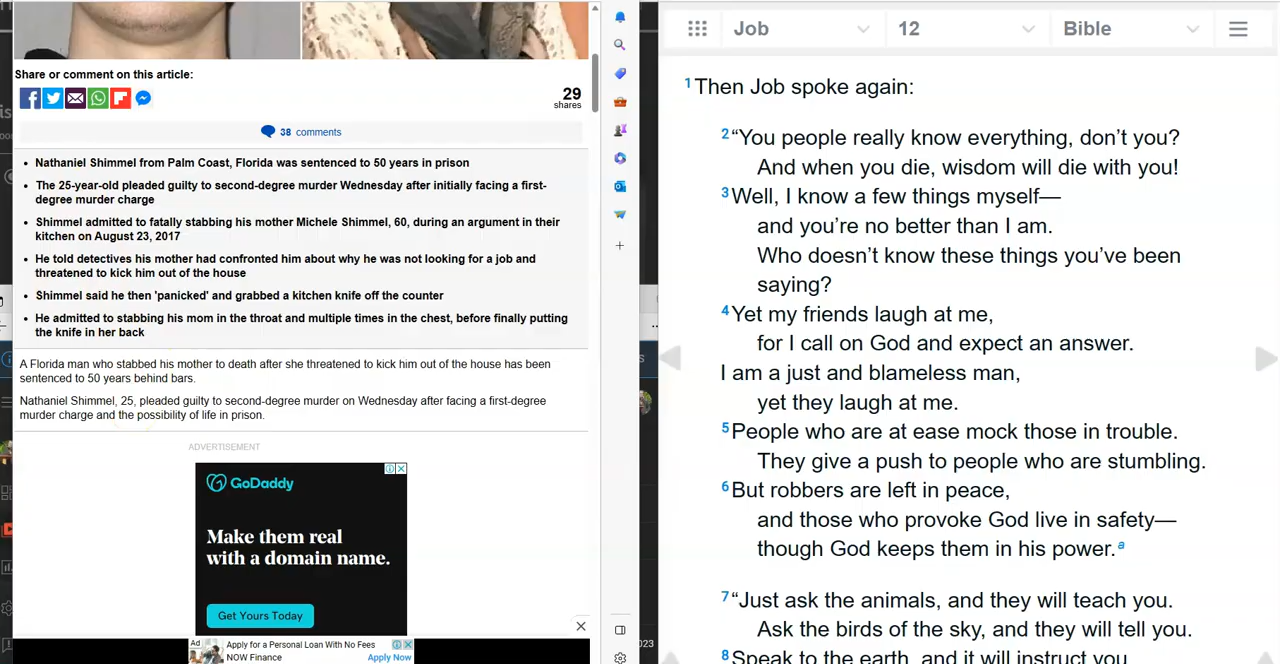 Share or comment on this article:
29
shares
38 comments
Nathaniel Shimmel from Palm Coast, Florida was sentenced to 50 years in prison
The 25-year-old pleaded guilty to second-degree murder Wednesday after initially facing a first-
degree murder charge
Shimmel admitted to fatally stabbing his mother Michele Shimmel, 60, during an argument in their
kitchen on August 23, 2017
He told detectives his mother had confronted him about why he was not looking for a job and
threatened to kick him out of the house
Shimmel said he then 'panicked' and grabbed a kitchen knife off the counter
He admitted to stabbing his mom in the throat and multiple times in the chest, before finally putting
the knife in her back
A Florida man who stabbed his mother to death after she threatened to kick him out of the house has been
sentenced to 50 years behind bars.
Nathaniel Shimmel, 25, pleaded guilty to second-degree murder on Wednesday after facing a first-degree
murder charge and the possibility of life in prison.
ADVERTISEMENT
GoDaddy
Make them real
with a domain name.
Get Yours Today
Ad
Apply for a Personal Loan With No Fees
NOW Finance
Apply Now
023
Job
12
Bible
1 Then Job spoke again:
2 “You people really know everything, don’t you?
And when you die, wisdom will die with you!
3 Well, I know a few things myself—
and you’re no better than I am.
Who doesn’t know these things you’ve been
saying?
4 Yet my friends laugh at me,
for I call on God and expect an answer.
I am a just and blameless man,
yet they laugh at me.
5 People who are at ease mock those in trouble.
They give a push to people who are stumbling.
6 But robbers are left in peace,
and those who provoke God live in safety—
though God keeps them in his power. a
7 “Just ask the animals, and they will teach you.
Ask the birds of the sky, and they will tell you.
8 Speak to the earth, and it will instruct you.